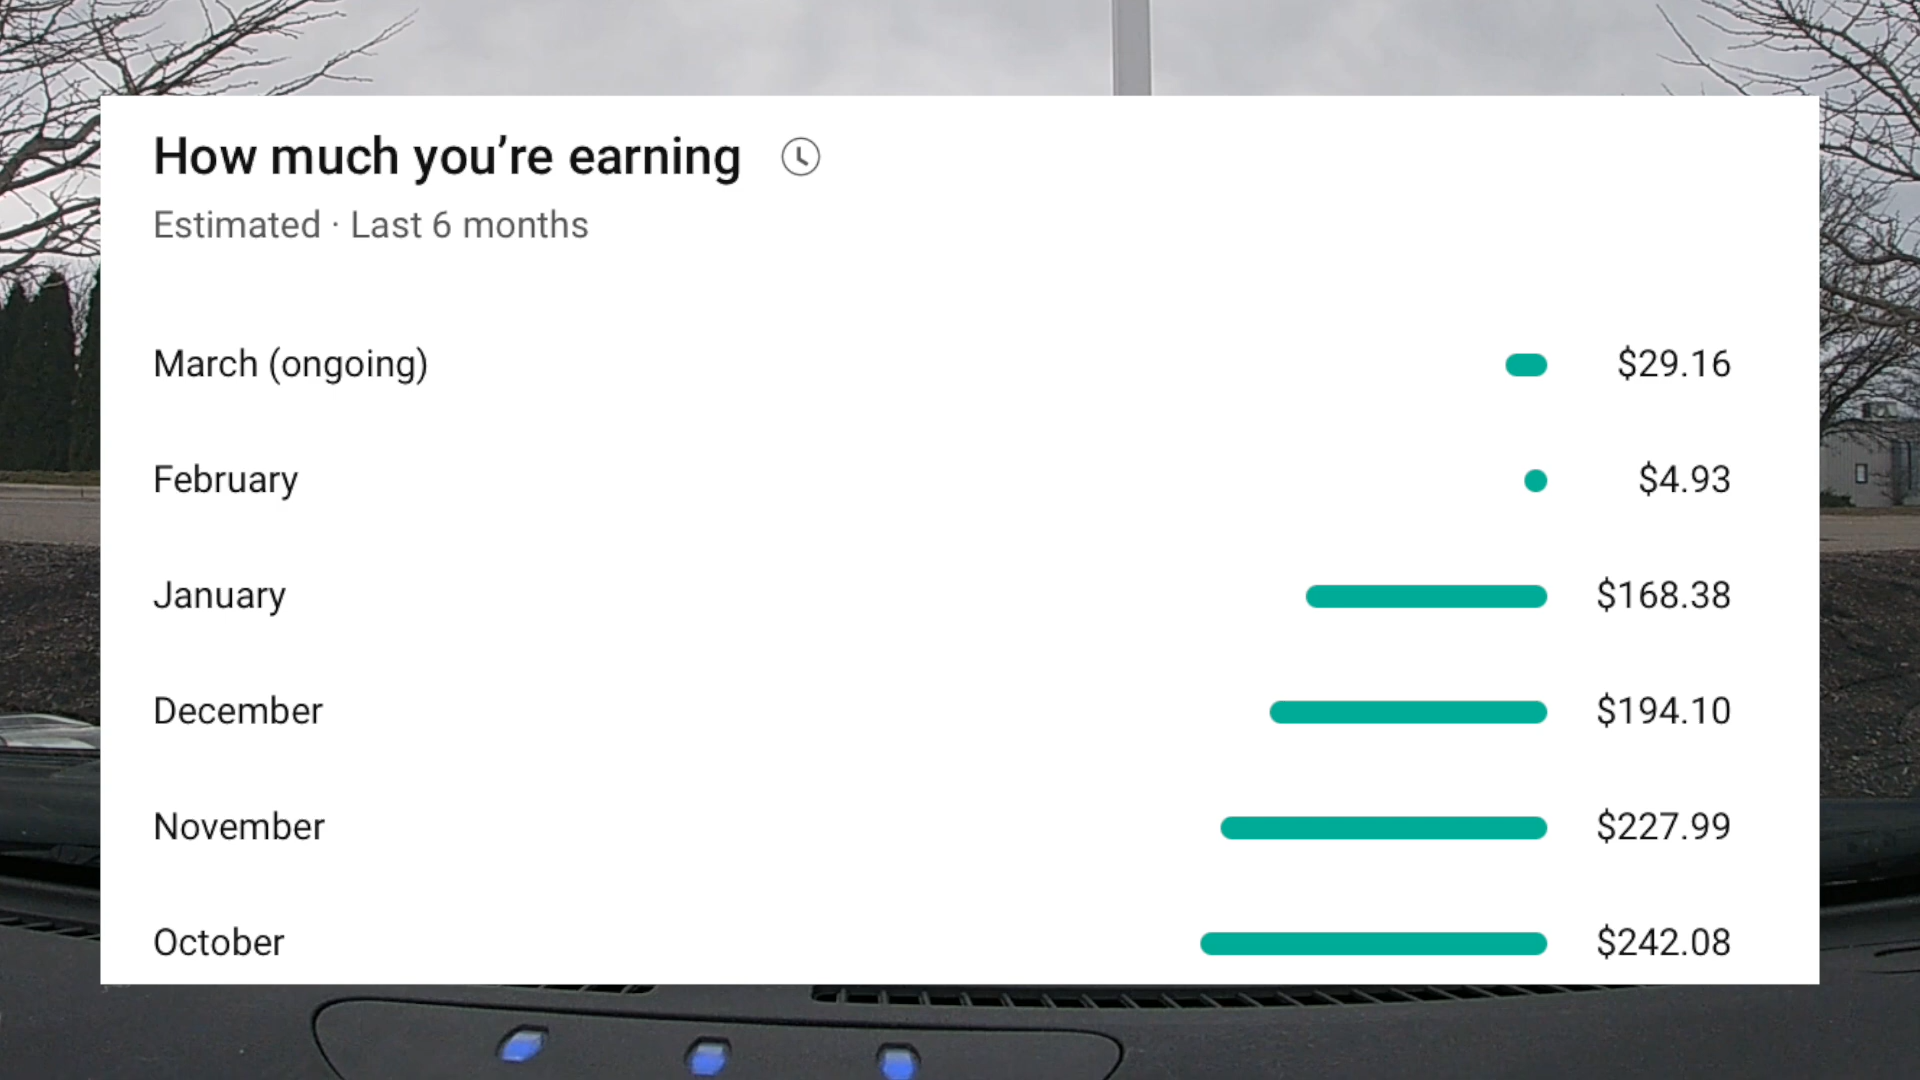 How much you’re earning
Estimated · Last 6 months
March (ongoing) $29.16
February $4.93
January $168.38
December $194.10
November $227.99
October $242.08